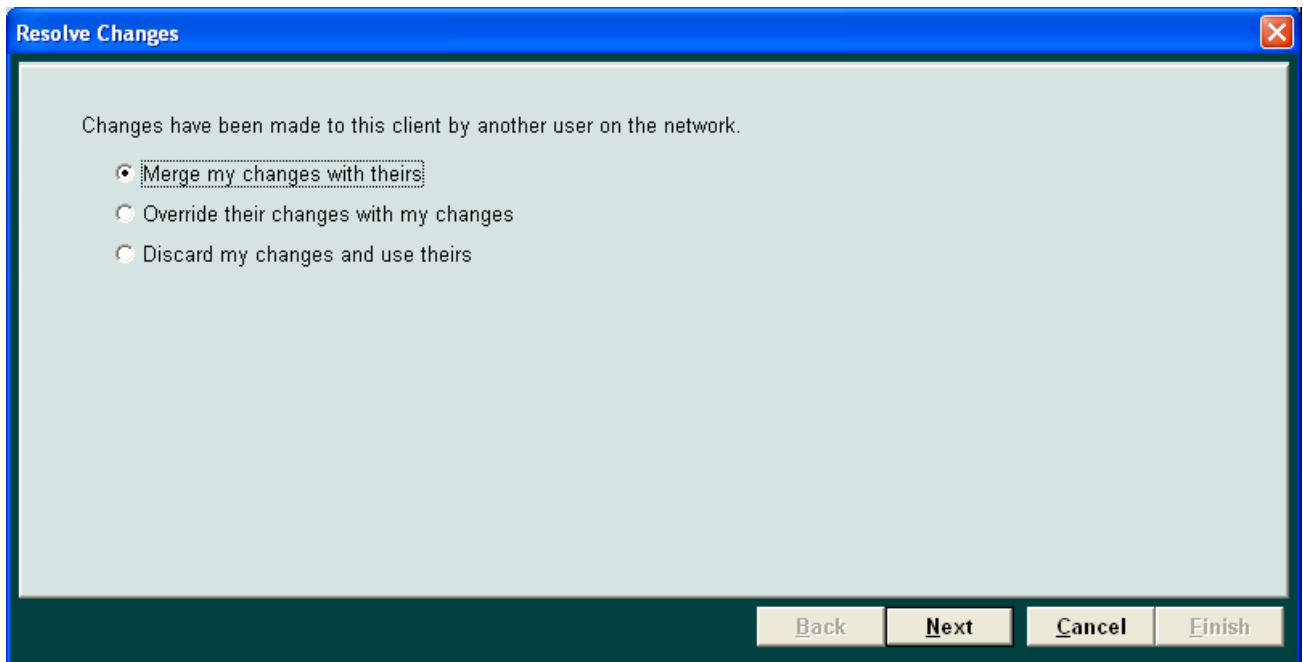 Resolve Changes
Changes have been made to this client by another user on the network.
Merge my changes with theirs
Override their changes with my changes
Discard my changes and use theirs
Back Next Cancel Finish